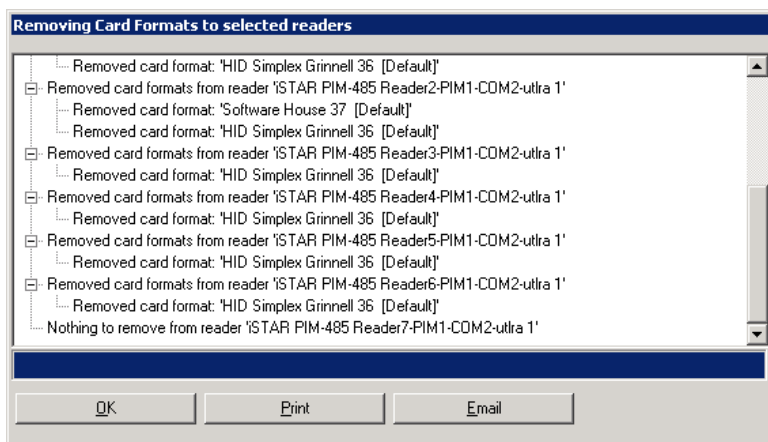 Removing Card Formats to selected readers
Removed card format: 'HID Simplex Grinnell 36 [Default]'
Removed card formats from reader 'iSTAR PIM-485 Reader2-PIM1-COM2-utlra 1'
Removed card format: 'Software House 37 [Default]'
Removed card format: 'HID Simplex Grinnell 36 [Default]'
Removed card formats from reader 'iSTAR PIM-485 Reader3-PIM1-COM2-utlra 1'
Removed card format: 'HID Simplex Grinnell 36 [Default]'
Removed card formats from reader 'iSTAR PIM-485 Reader4-PIM1-COM2-utlra 1'
Removed card format: 'HID Simplex Grinnell 36 [Default]'
Removed card formats from reader 'iSTAR PIM-485 Reader5-PIM1-COM2-utlra 1'
Removed card format: 'HID Simplex Grinnell 36 [Default]'
Removed card formats from reader 'iSTAR PIM-485 Reader6-PIM1-COM2-utlra 1'
Removed card format: 'HID Simplex Grinnell 36 [Default]'
Nothing to remove from reader 'iSTAR PIM-485 Reader7-PIM1-COM2-utlra 1'
OK Print Email